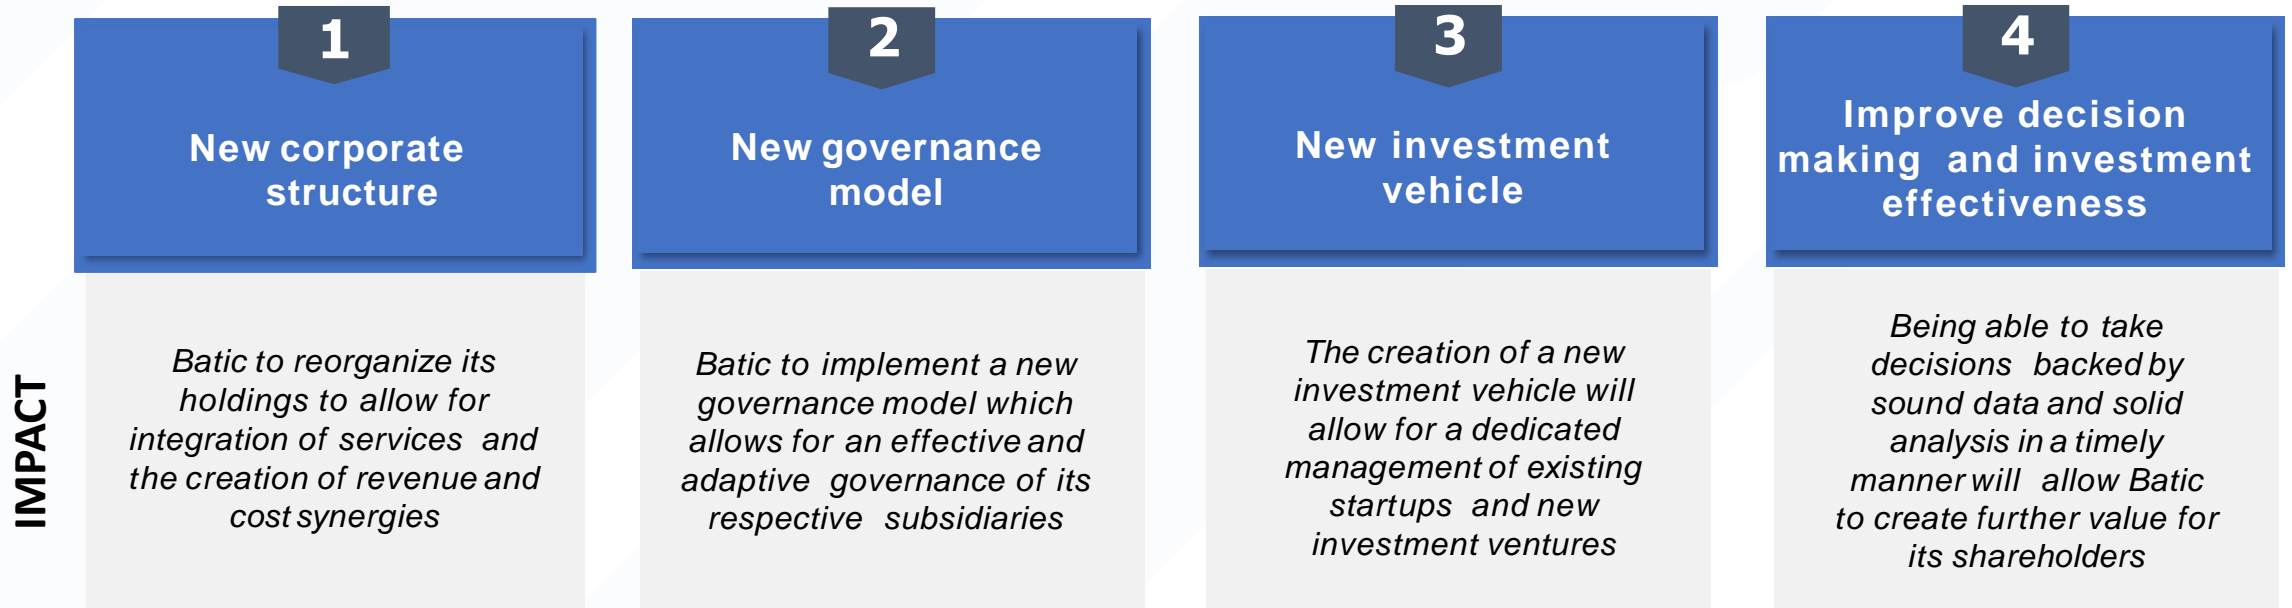 1
New corporate
structure
Batic to reorganize its
holdings to allow for
integration of services and
the creation of revenue and
cost synergies
2
New governance
model
Batic to implement a new
governance model which
allows for an effective and
adaptive governance of its
respective subsidiaries
3
New investment
vehicle
The creation of a new
investment vehicle will
allow for a dedicated
management of existing
startups and new
investment ventures
4
Improve decision
making and investment
effectiveness
Being able to take
decisions backed by
sound data and solid
analysis in a timely
manner will allow Batic
to create further value for
its shareholders
IMPACT